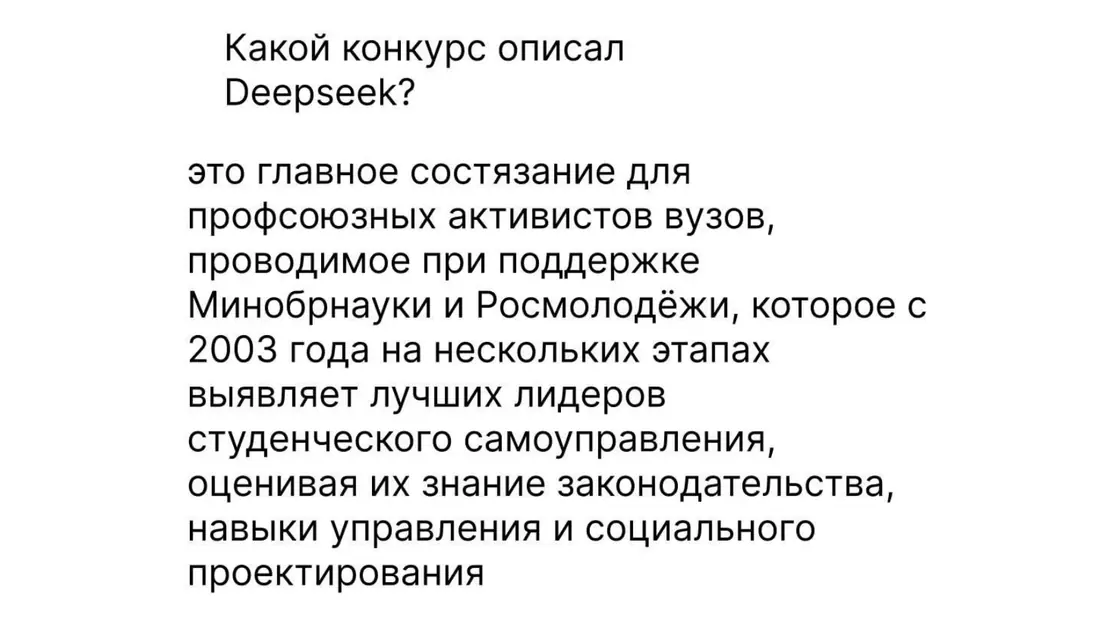 Какой конкурс описал
Deepseek?
это главное состязание для
профсоюзных активистов вузов,
проводимое при поддержке
Минобрнауки и Росмолодёжи, которое с
2003 года на нескольких этапах
выявляет лучших лидеров
студенческого самоуправления,
оценивая их знание законодательства,
навыки управления и социального
проектирования